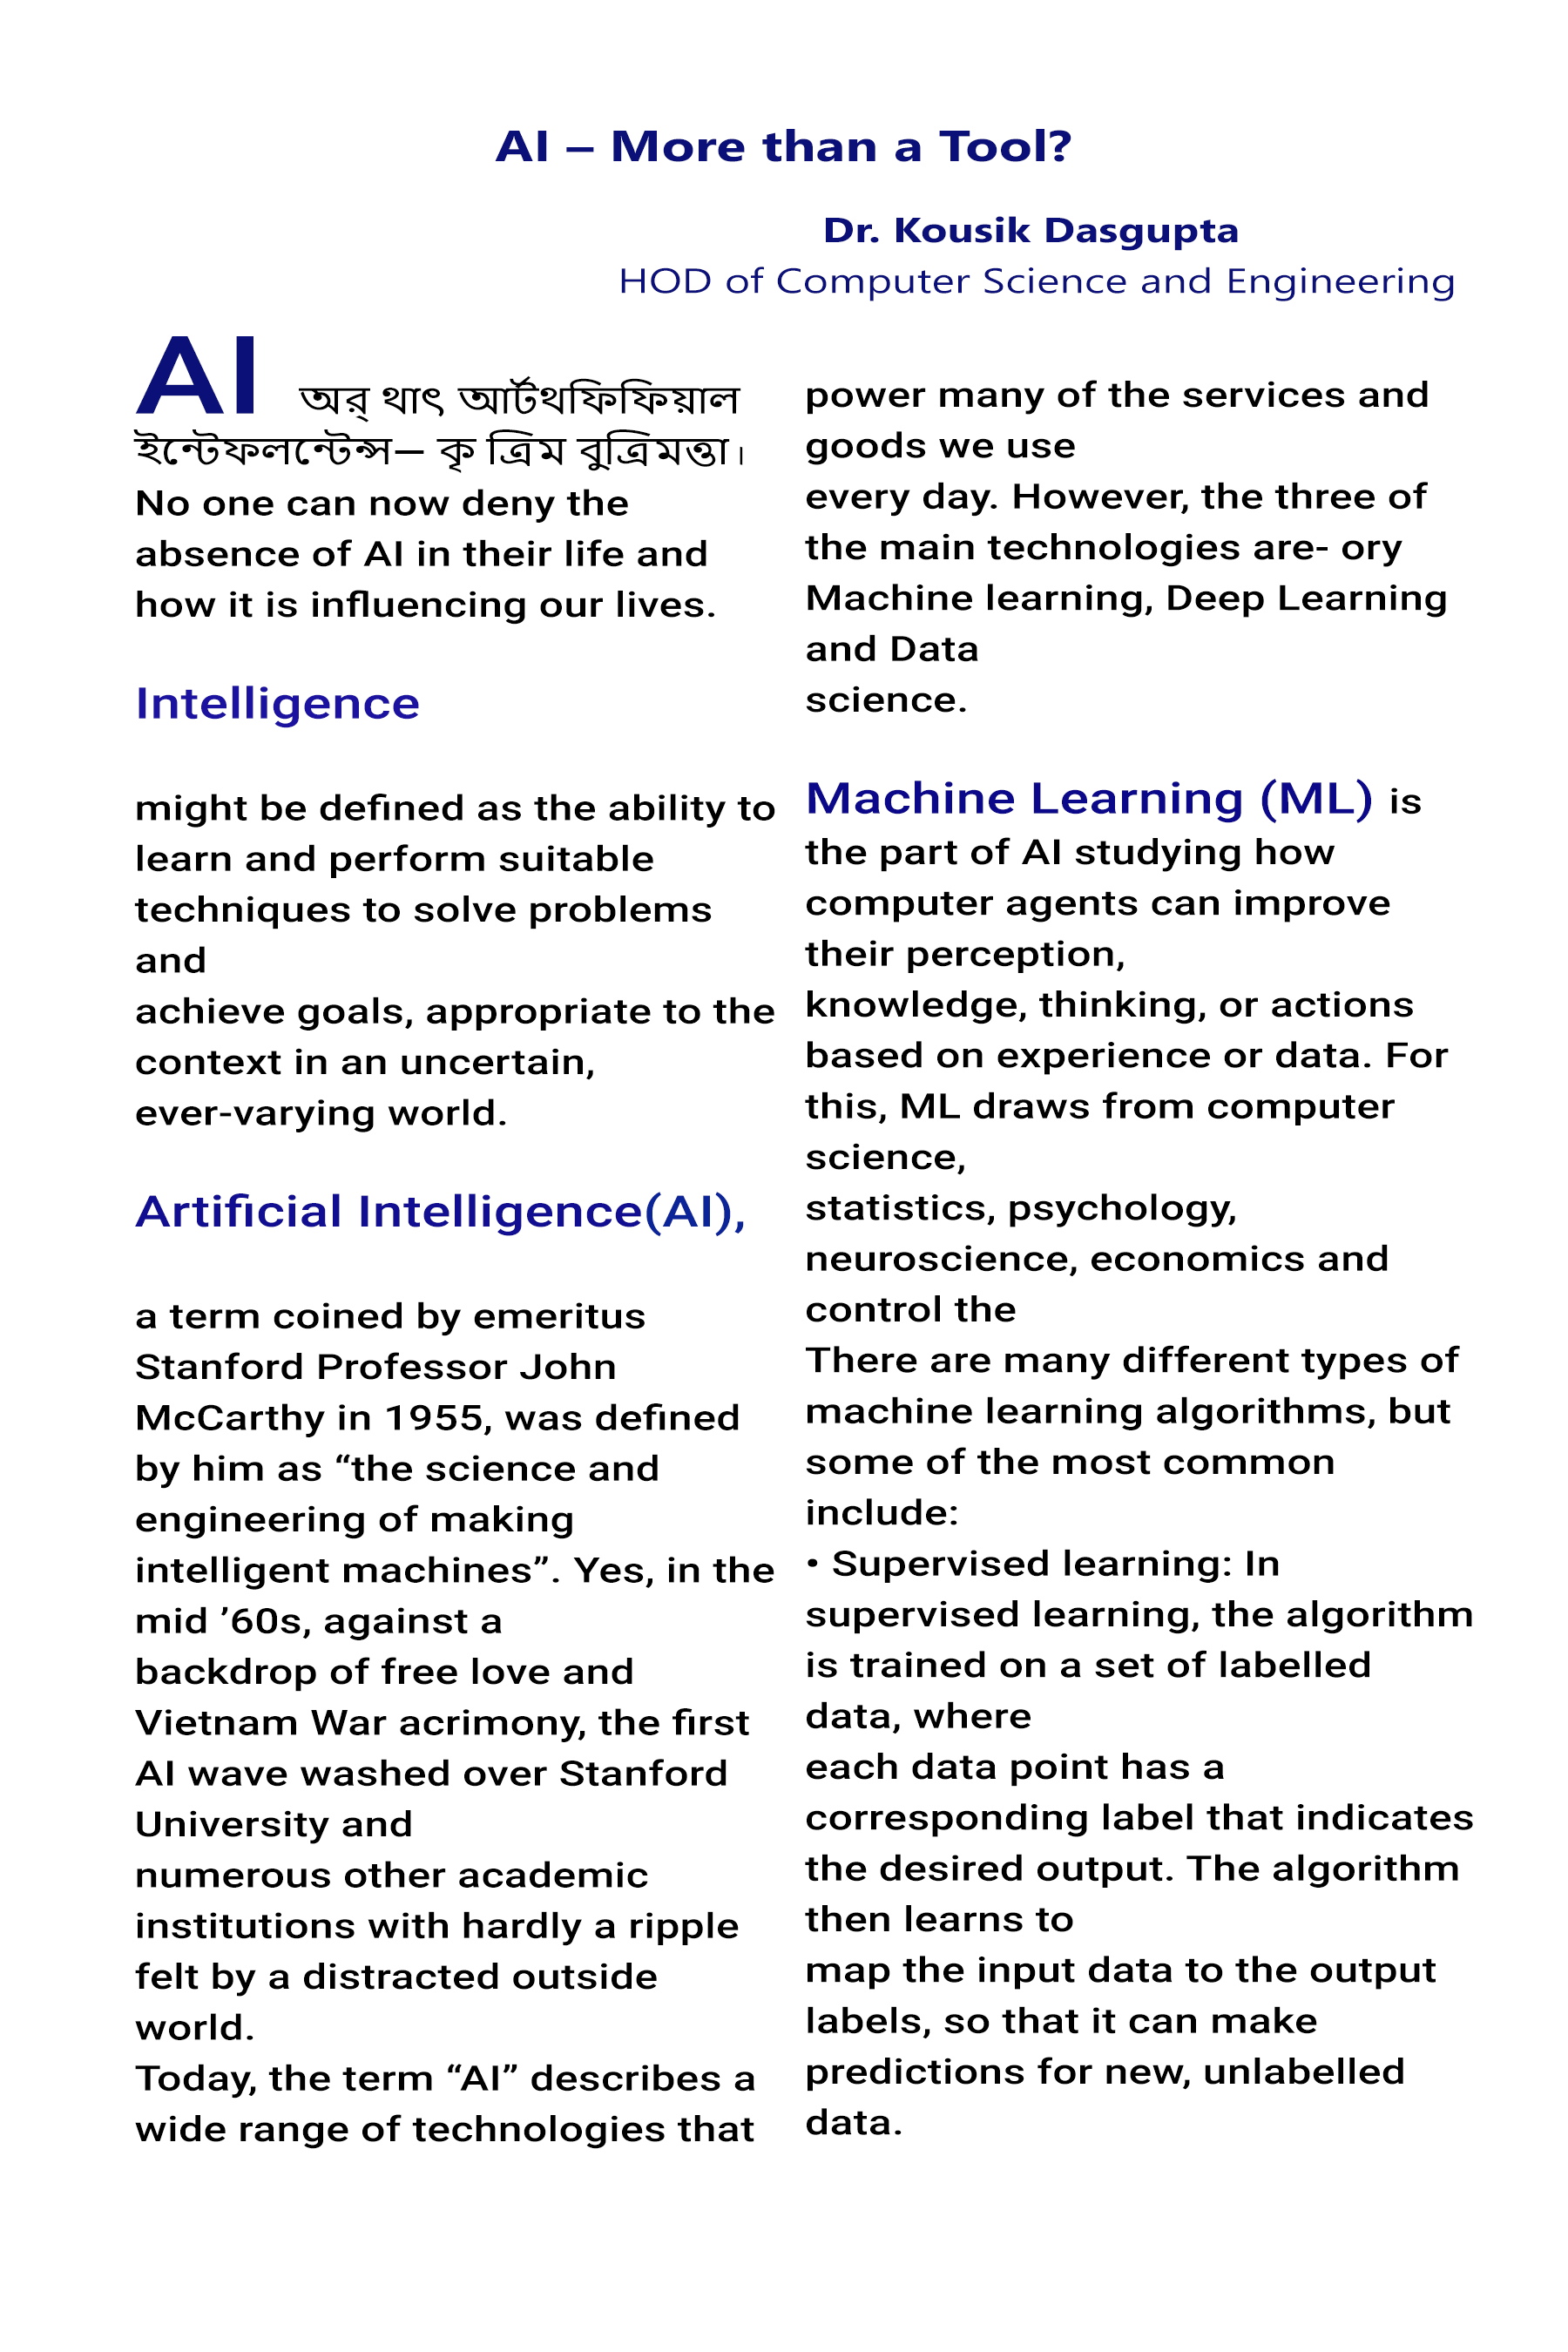 AI – More than a Tool?
Dr. Kousik Dasgupta
HOD of Computer Science and Engineering
AI অর্ থাৎ আর্টথফিফিয়াল
ইন্টেফলন্টেন্স– কৃ ত্রিম বুত্রিমত্তা।
No one can now deny the
absence of AI in their life and
how it is influencing our lives.
Intelligence
might be defined as the ability to
learn and perform suitable
techniques to solve problems
and
achieve goals, appropriate to the
context in an uncertain,
ever-varying world.
Artificial Intelligence(AI),
a term coined by emeritus
Stanford Professor John
McCarthy in 1955, was defined
by him as “the science and
engineering of making
intelligent machines”. Yes, in the
mid ’60s, against a
backdrop of free love and
Vietnam War acrimony, the first
AI wave washed over Stanford
University and
numerous other academic
institutions with hardly a ripple
felt by a distracted outside
world.
Today, the term “AI” describes a
wide range of technologies that
power many of the services and
goods we use
every day. However, the three of
the main technologies are- ory
Machine learning, Deep Learning
and Data
science.
Machine Learning (ML) is
the part of AI studying how
computer agents can improve
their perception,
knowledge, thinking, or actions
based on experience or data. For
this, ML draws from computer
science,
statistics, psychology,
neuroscience, economics and
control the
There are many different types of
machine learning algorithms, but
some of the most common
include:
• Supervised learning: In
supervised learning, the algorithm
is trained on a set of labelled
data, where
each data point has a
corresponding label that indicates
the desired output. The algorithm
then learns to
map the input data to the output
labels, so that it can make
predictions for new, unlabelled
data.